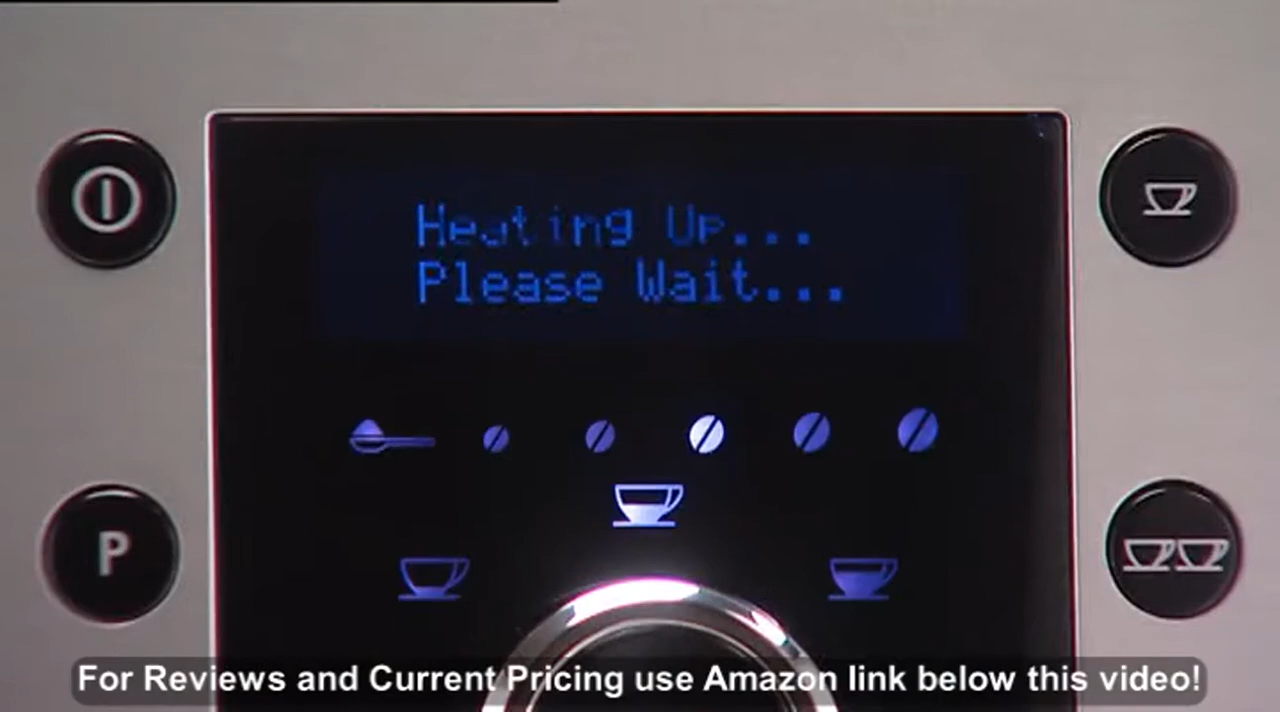 Heating Up...
Please Wait...
P
For Reviews and Current Pricing use Amazon link below this video!